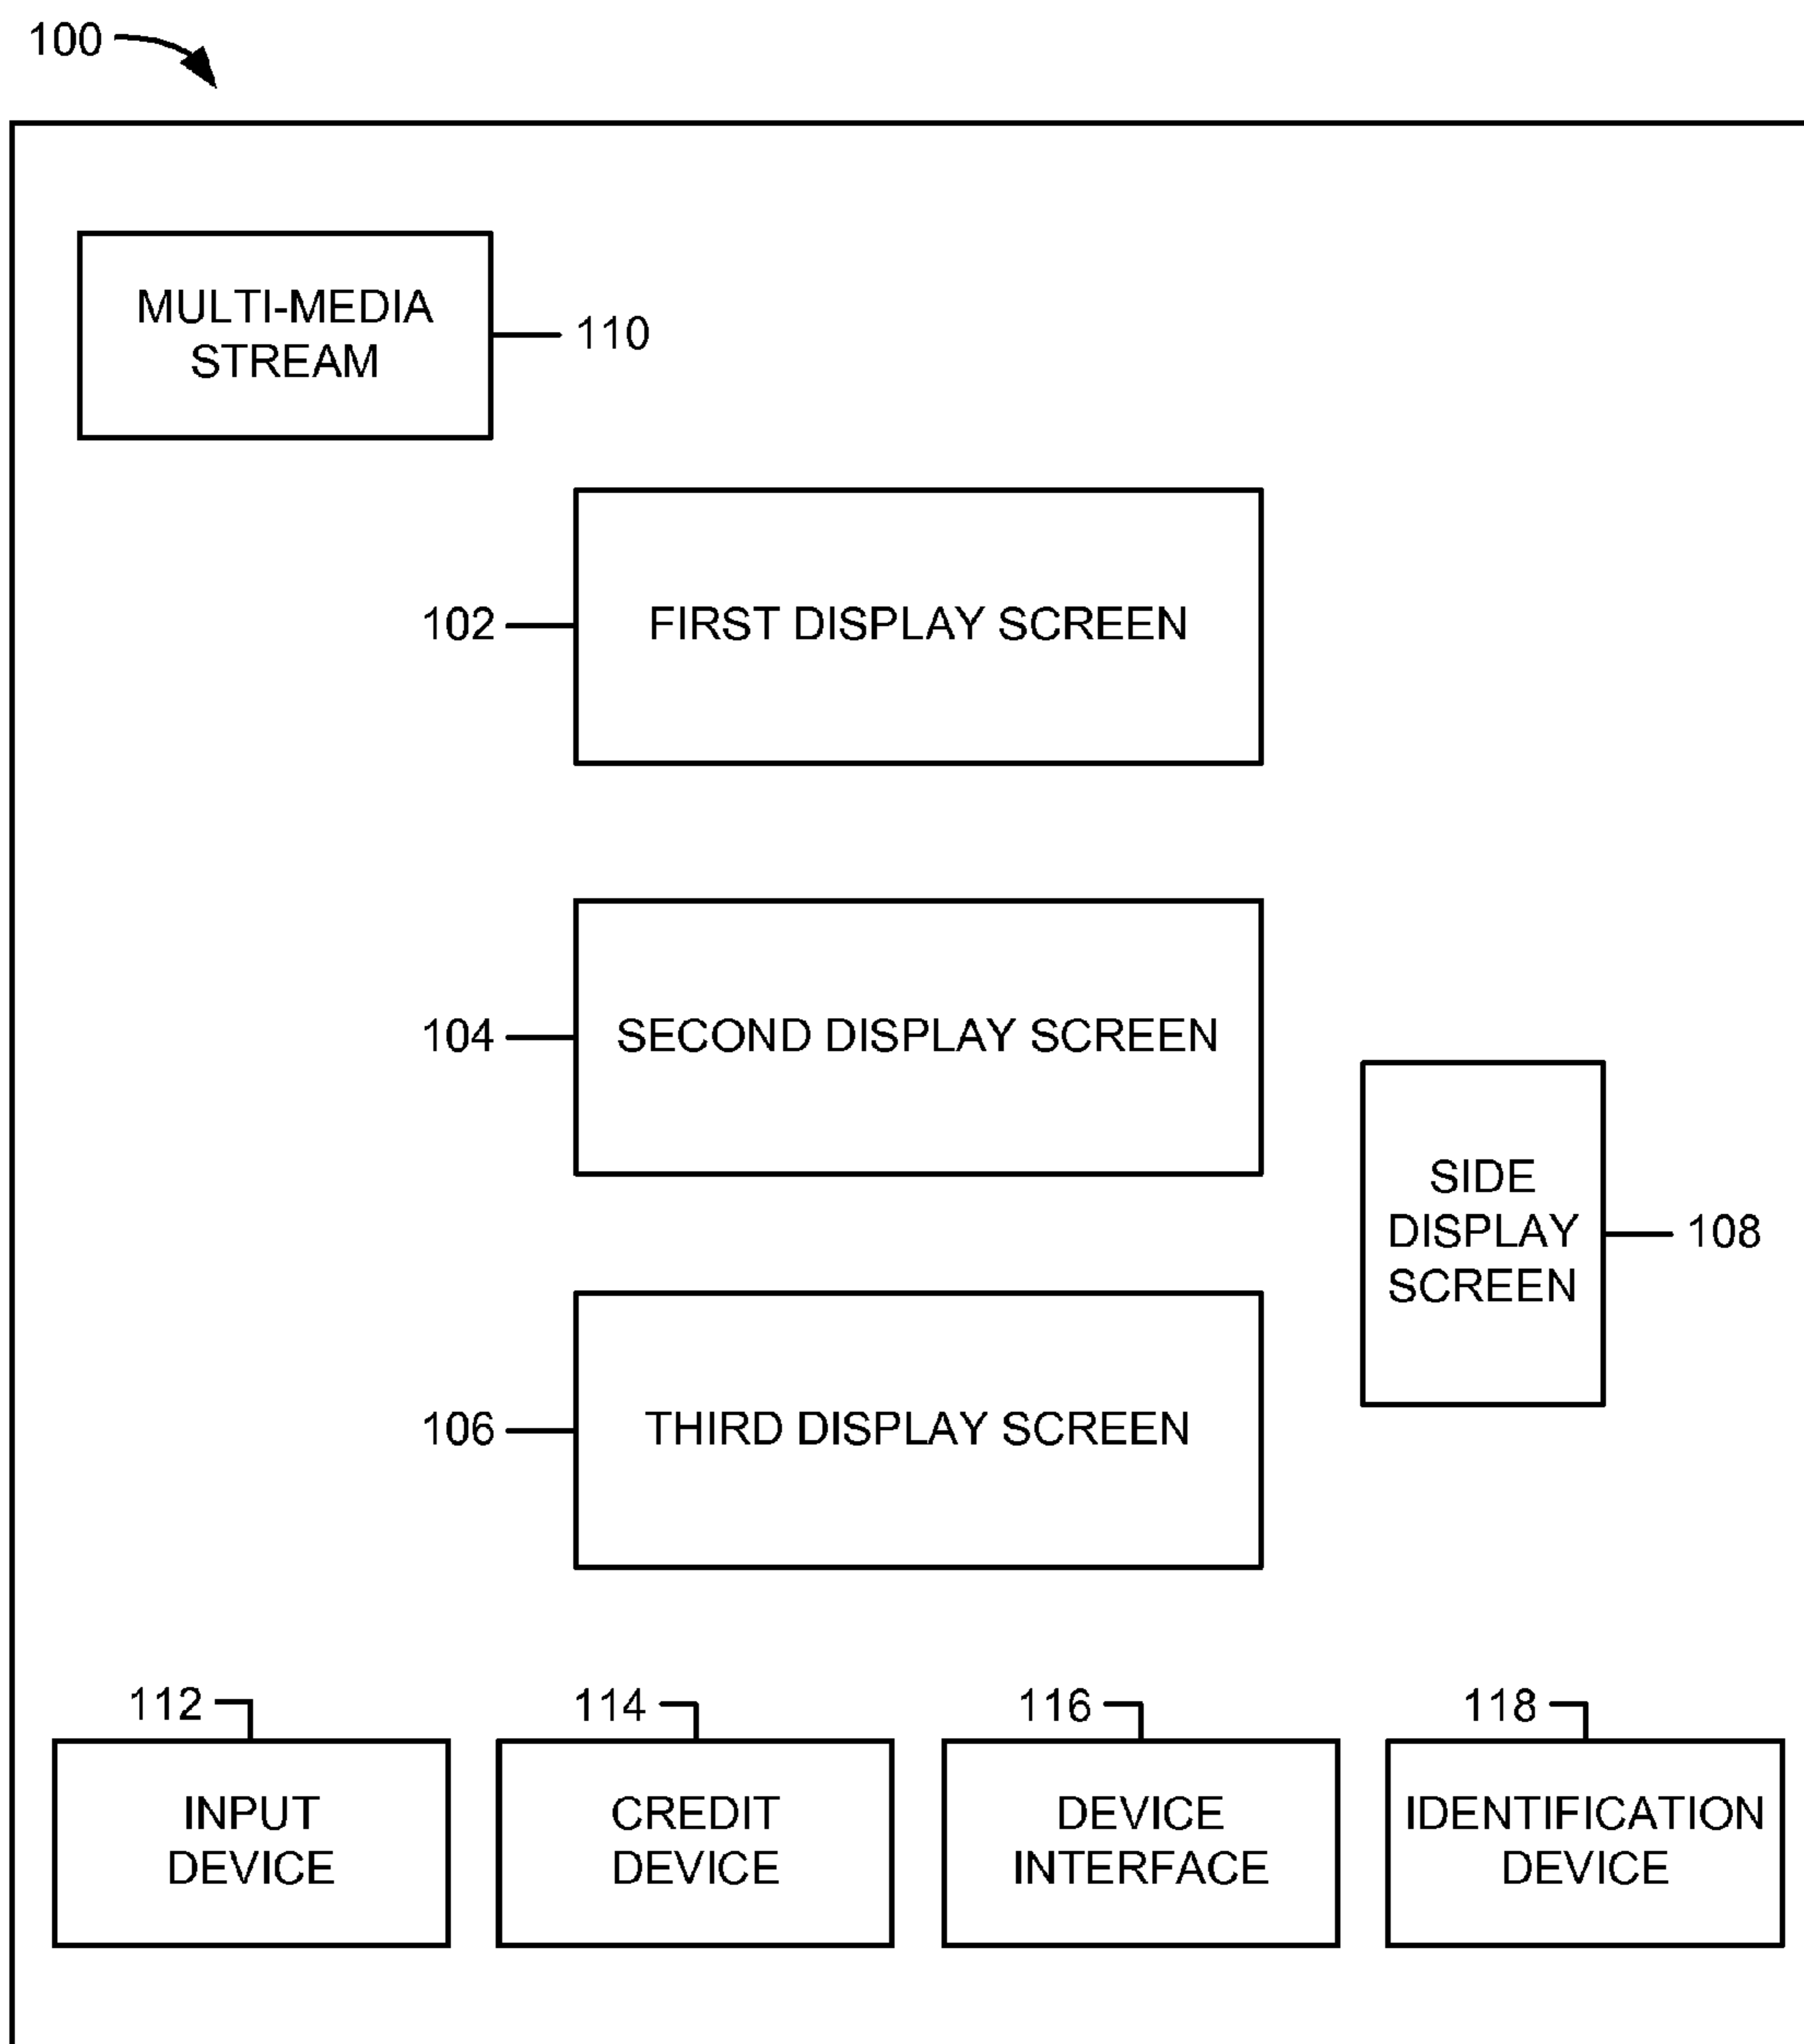 100
MULTI-MEDIA
STREAM
110
102
FIRST DISPLAY SCREEN
104
SECOND DISPLAY SCREEN
SIDE
DISPLAY
SCREEN
108
106
THIRD DISPLAY SCREEN
112
INPUT
DEVICE
114
CREDIT
DEVICE
116
DEVICE
INTERFACE
118
IDENTIFICATION
DEVICE